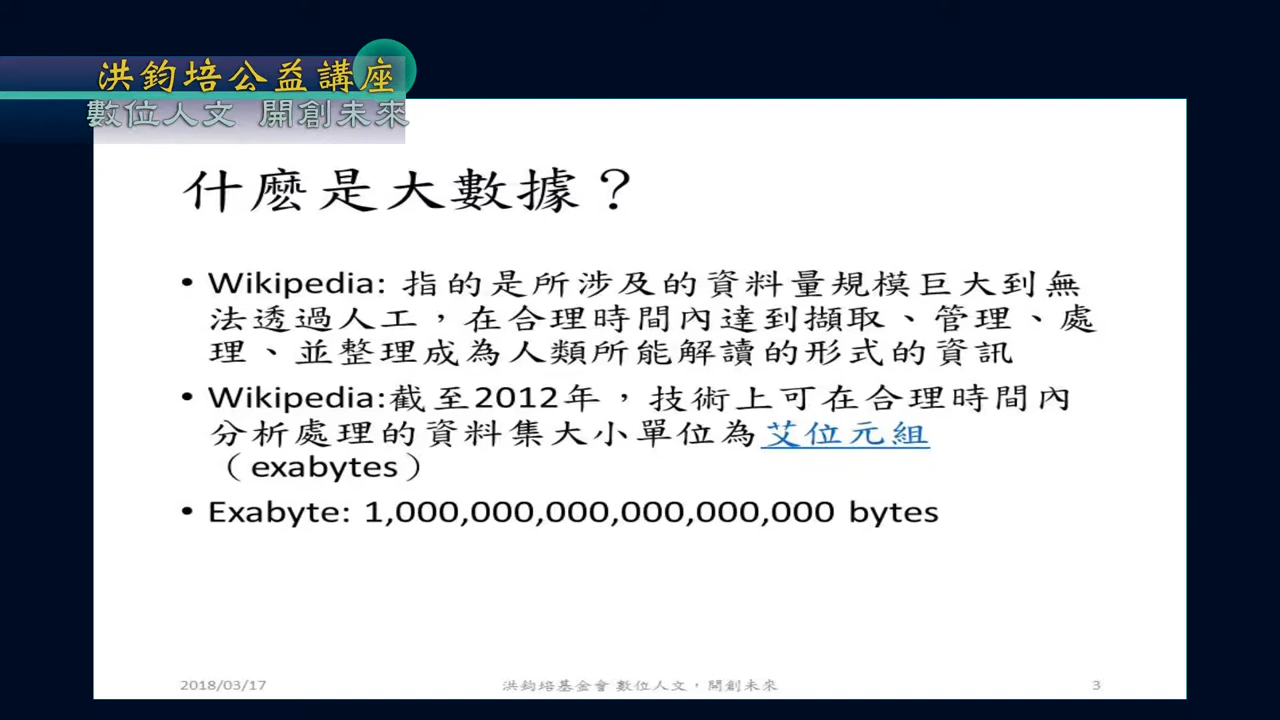 洪鈞培公益講座
數位人文 開創未來
什麼是大數據？
• Wikipedia: 指的是所涉及的資料量規模巨大到無
法透過人工，在合理時間內達到擷取、管理、處
理、並整理成為人類所能解讀的形式的資訊
• Wikipedia:截至2012年，技術上可在合理時間內
分析處理的資料集大小單位為艾位元組
（exabytes）
• Exabyte: 1,000,000,000,000,000,000 bytes
2018/03/17
洪鈞培基金會 數位人文，開創未來
3